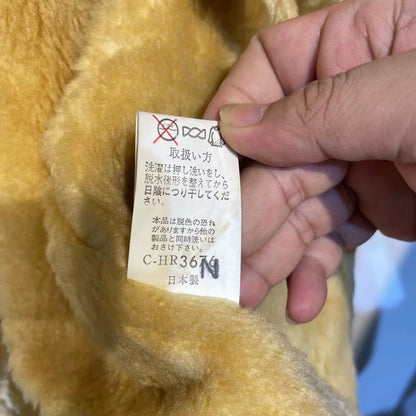 取扱い方
洗濯は押し洗いをし、
脱水後形を整えてから
日陰につり干してくだ
さい。
本品は脱色の恐れ
がありますから他の
製品と同時洗いは
おさけ下さい。
C-HR3676
N
日本製